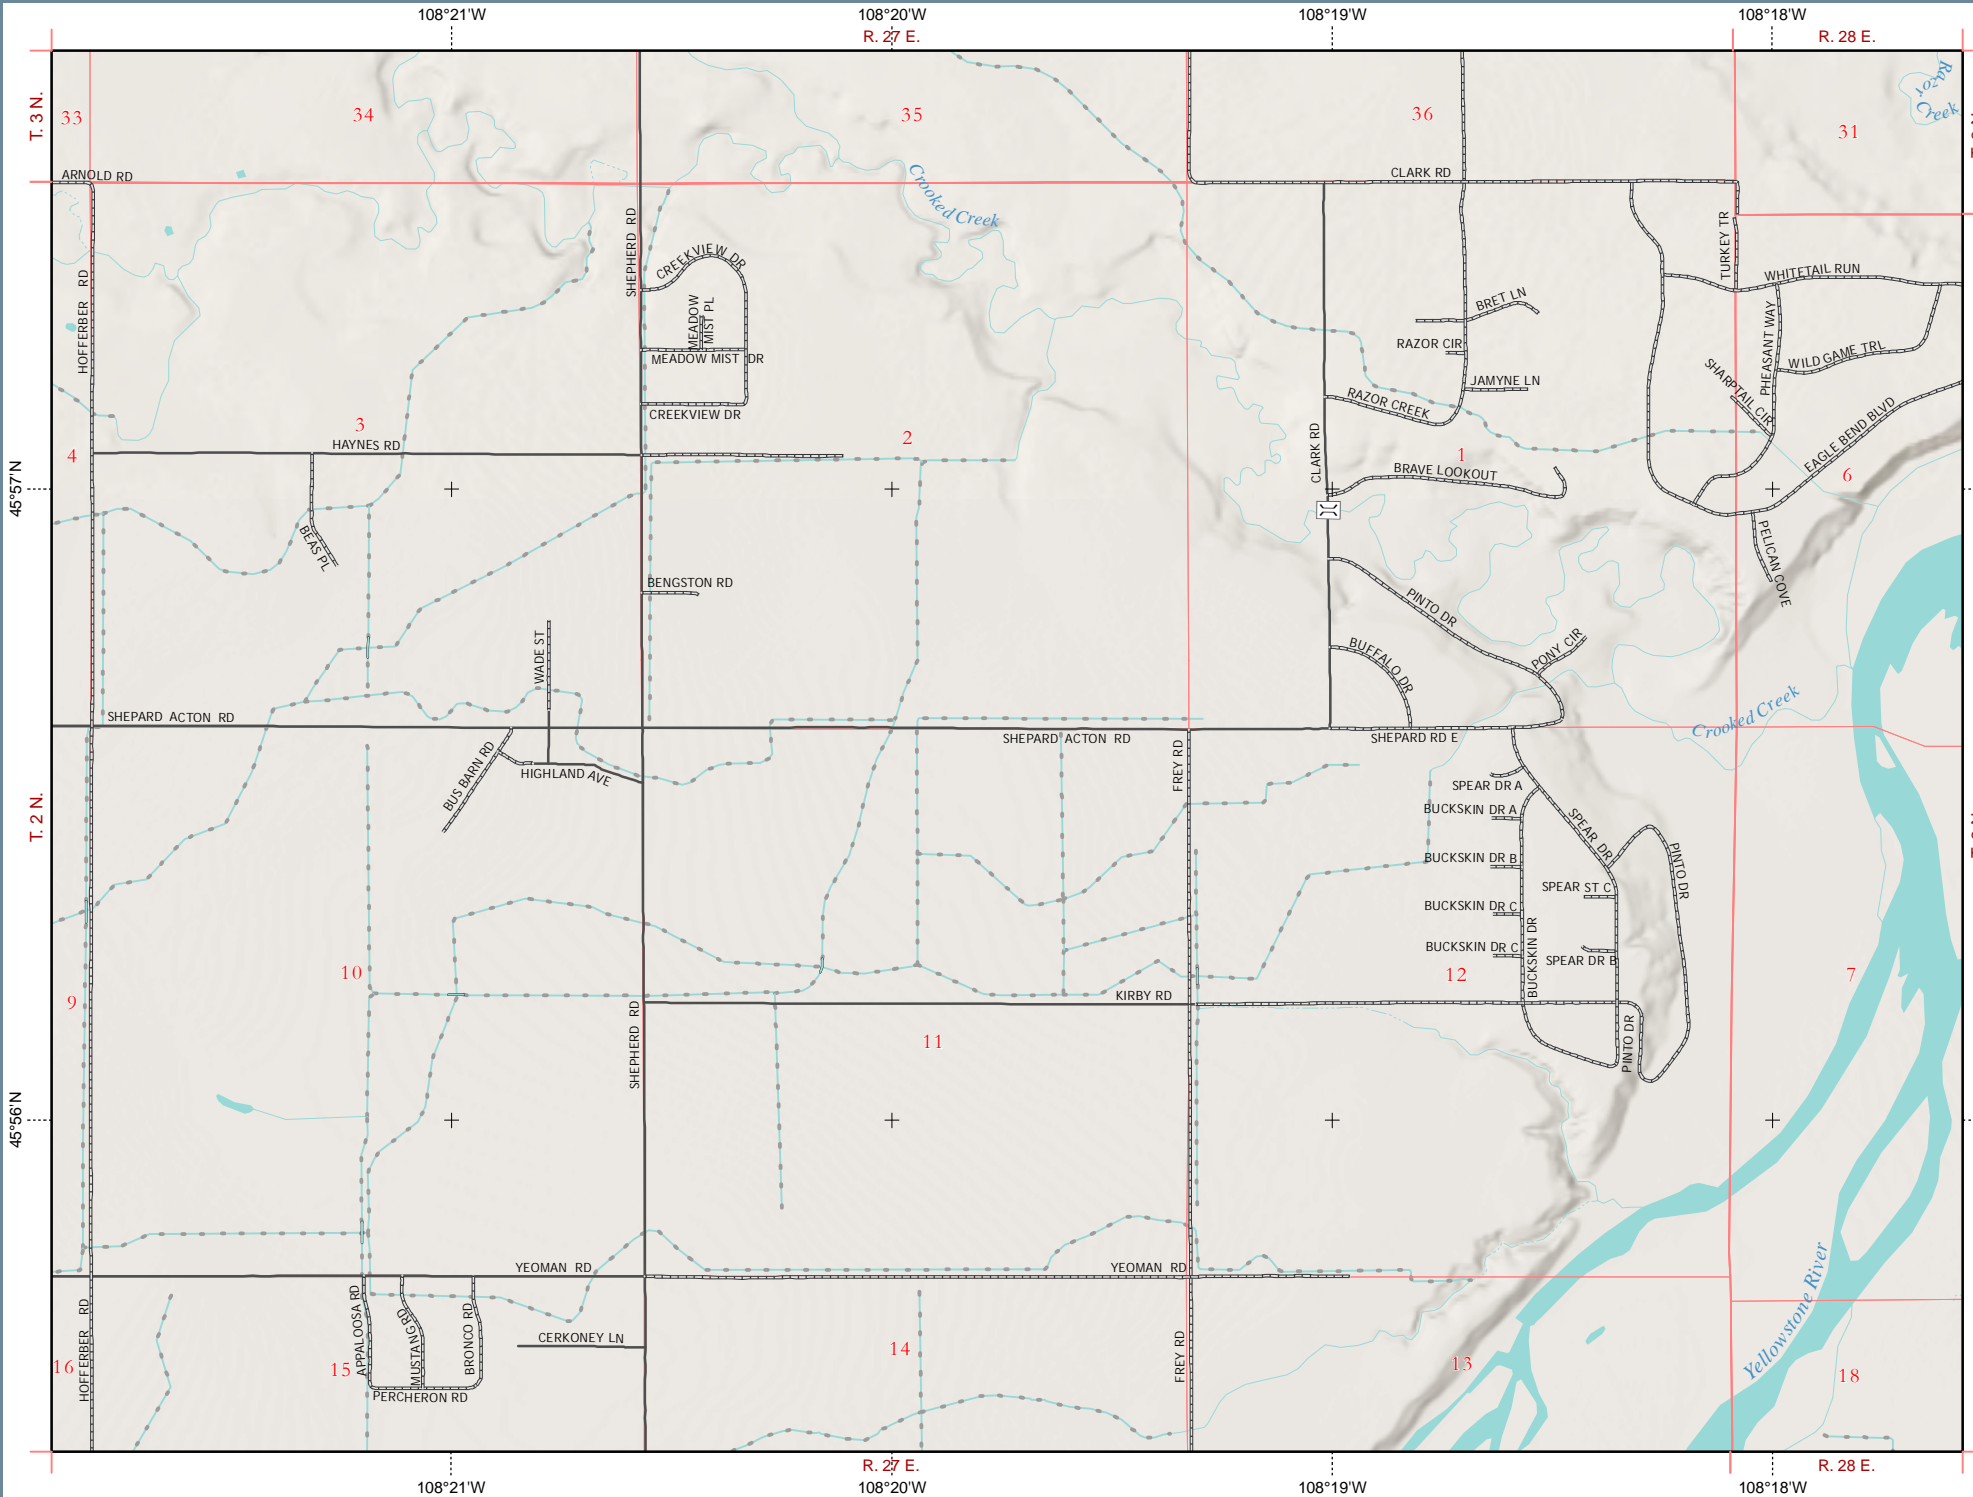 108°21'W
108°20'W
108°19'W
108°18'W
R. 27 E.
R. 28 E.
T. 3 N.
33
34
35
36
31
Razor
Creek
ARNOLD RD
CLARK RD
Crooked Creek
SHEPHERD RD
CREEKVIEW DR
TURKEY TR
WHITETAIL RUN
HOFFERBER RD
MEADOW
MIST PL
MEADOW MIST DR
BRET LN
RAZOR CIR
JAMYNE LN
PHEASANT WAY
WILD GAME TRL
SHARPTAIL CIR
RAZOR CREEK
CREEKVIEW DR
EAGLE BEND BLVD
3
2
1
4
6
HAYNES RD
CLARK RD
BRAVE LOOKOUT
45°57'N
BEAS PL
PELICAN COVE
BENGSTON RD
PINTO DR
WADE ST
BUFFALO DR
PONY CIR
Crooked Creek
SHEPARD ACTON RD
SHEPARD ACTON RD
SHEPARD RD E
FREY RD
BUS BARN RD
HIGHLAND AVE
T. 2 N.
SPEAR DR A
BUCKSKIN DR A
SPEAR DR
BUCKSKIN DR B
PINTO DR
SPEAR ST C
BUCKSKIN DR C
BUCKSKIN DR
BUCKSKIN DR C
SPEAR DR B
10
9
12
7
KIRBY RD
SHEPHERD RD
11
PINTO DR
45°56'N
YEOMAN RD
YEOMAN RD
Yellowstone River
HOFFERBER RD
APPALOOSA RD
MUSTANG RD
BRONCO RD
CERKONEY LN
FREY RD
16
15
14
13
18
PERCHERON RD
R. 27 E.
R. 28 E.
108°21'W
108°20'W
108°19'W
108°18'W